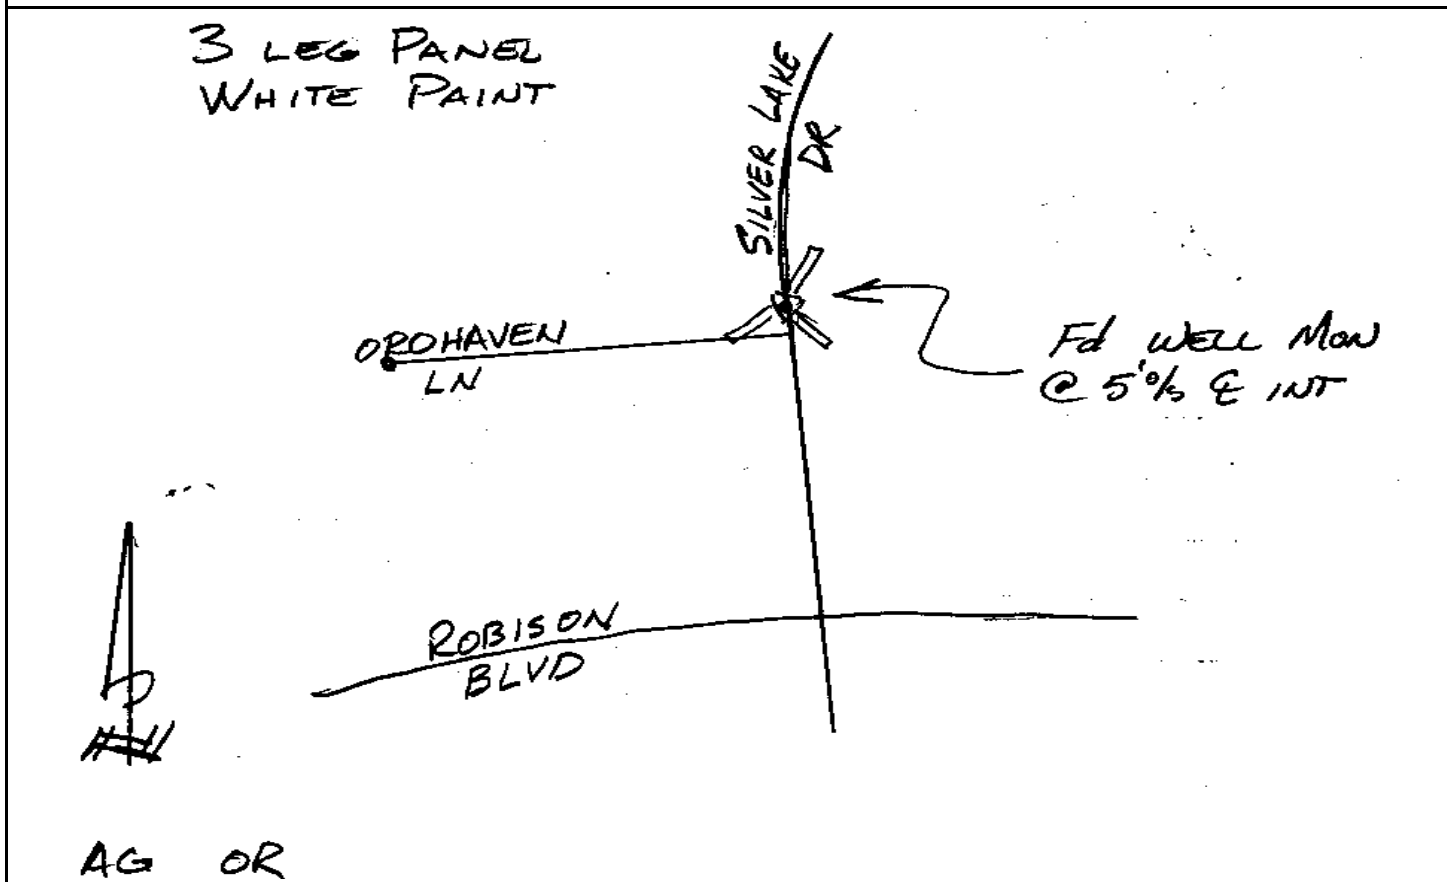 3 LEG PANEL
WHITE PAINT
SILVER LAKE
DR
OROHAVEN
LN
Fd WELL MON
@ 5' o/s ℄ INT
ROBISON
BLVD
AG OR